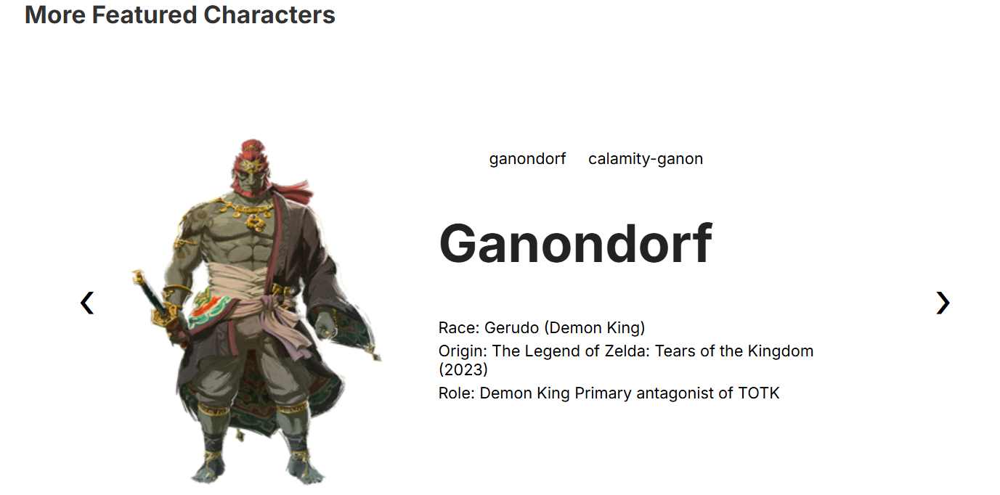 More Featured Characters
ganondorf calamity-ganon
Ganondorf
Race: Gerudo (Demon King)
Origin: The Legend of Zelda: Tears of the Kingdom
(2023)
Role: Demon King Primary antagonist of TOTK